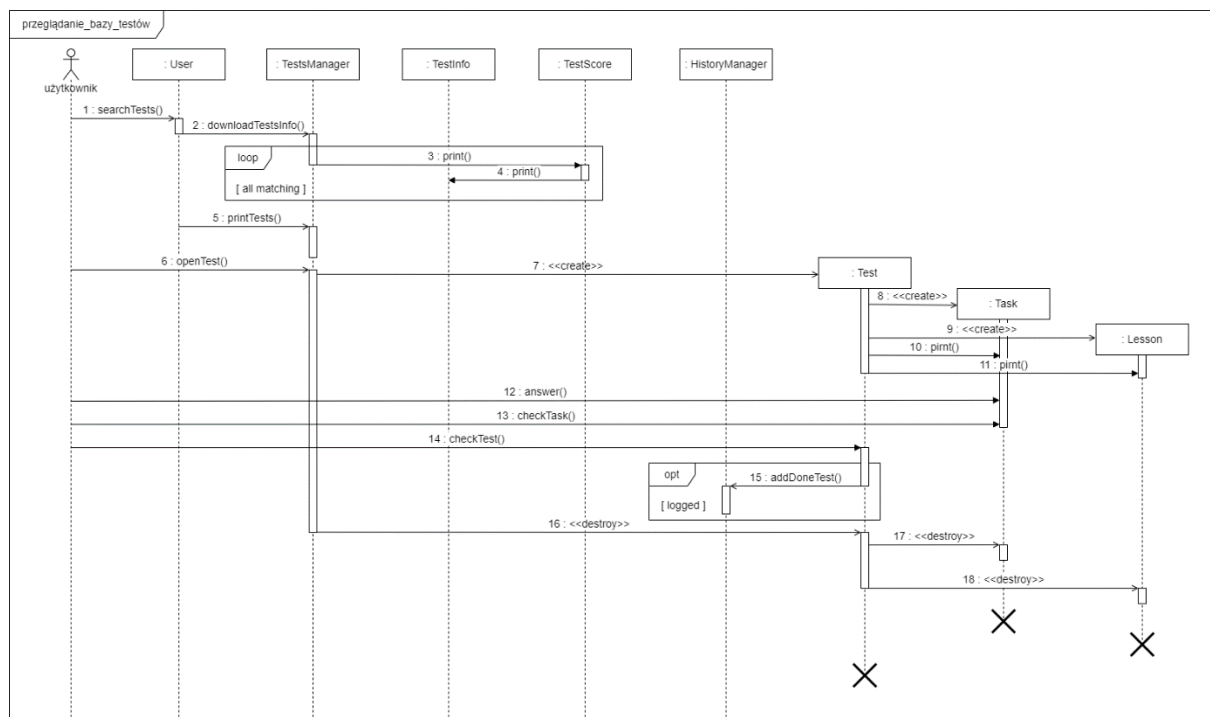 przeglądanie_bazy_testów
użytkownik
: User
: TestsManager
: TestInfo
: TestScore
: HistoryManager
1 : searchTests()
2 : downloadTestsInfo()
loop
3 : print()
4 : print()
[ all matching ]
5 : printTests()
6 : openTest()
7 : <<create>>
: Test
8 : <<create>>
: Task
9 : <<create>>
: Lesson
10 : pirnt()
11 : pirnt()
12 : answer()
13 : checkTask()
14 : checkTest()
opt
15 : addDoneTest()
[ logged ]
16 : <<destroy>>
17 : <<destroy>>
18 : <<destroy>>